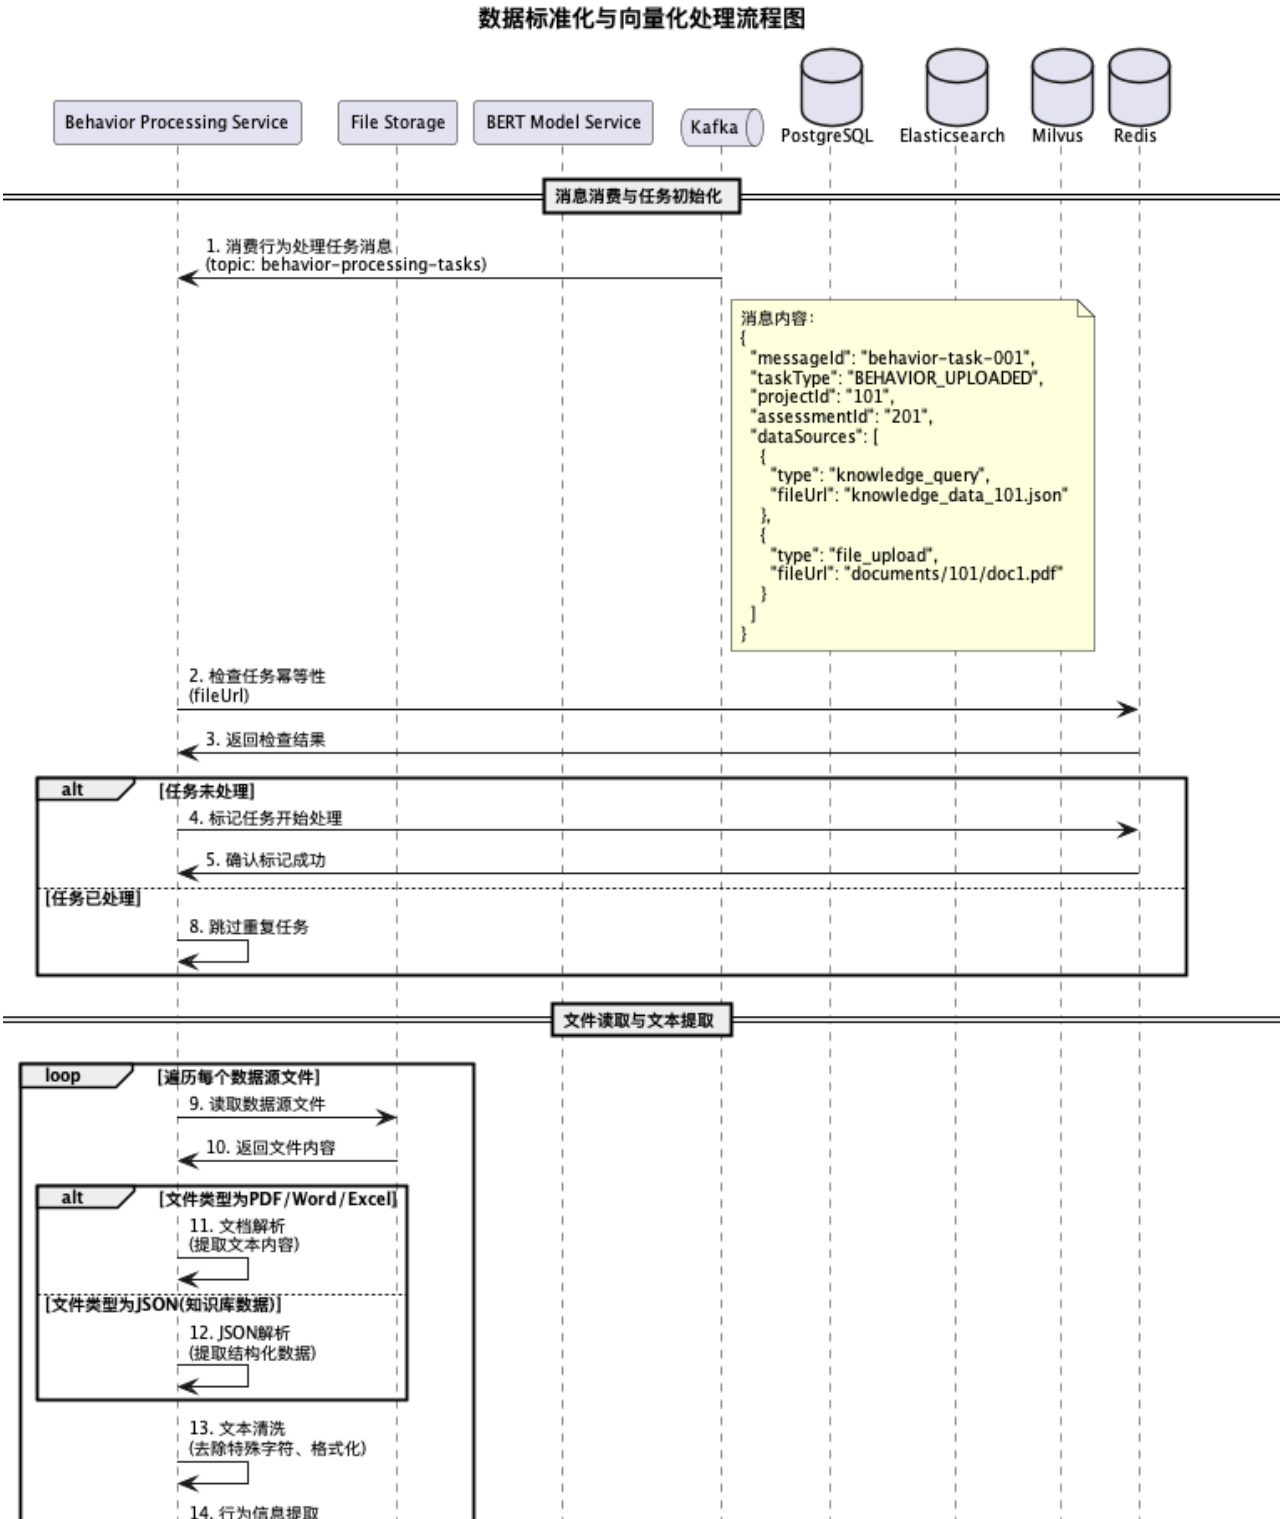 数据标准化与向量化处理流程图
Behavior Processing Service
File Storage
BERT Model Service
Kafka
PostgreSQL
Elasticsearch
Milvus
Redis
消息消费与任务初始化
1. 消费行为处理任务消息
(topic: behavior-processing-tasks)
消息内容:
{
"messageId": "behavior-task-001",
"taskType": "BEHAVIOR_UPLOADED",
"projectId": "101",
"assessmentId": "201",
"dataSources": [
{
"type": "knowledge_query",
"fileUrl": "knowledge_data_101.json"
},
{
"type": "file_upload",
"fileUrl": "documents/101/doc1.pdf"
}
]
}
2. 检查任务幂等性
(fileUrl)
3. 返回检查结果
alt
[任务未处理]
4. 标记任务开始处理
5. 确认标记成功
[任务已处理]
8. 跳过重复任务
文件读取与文本提取
loop
[遍历每个数据源文件]
9. 读取数据源文件
10. 返回文件内容
alt
[文件类型为PDF/Word/Excel]
11. 文档解析
(提取文本内容)
[文件类型为JSON(知识库数据)]
12. JSON解析
(提取结构化数据)
13. 文本清洗
(去除特殊字符、格式化)
14. 行为信息提取